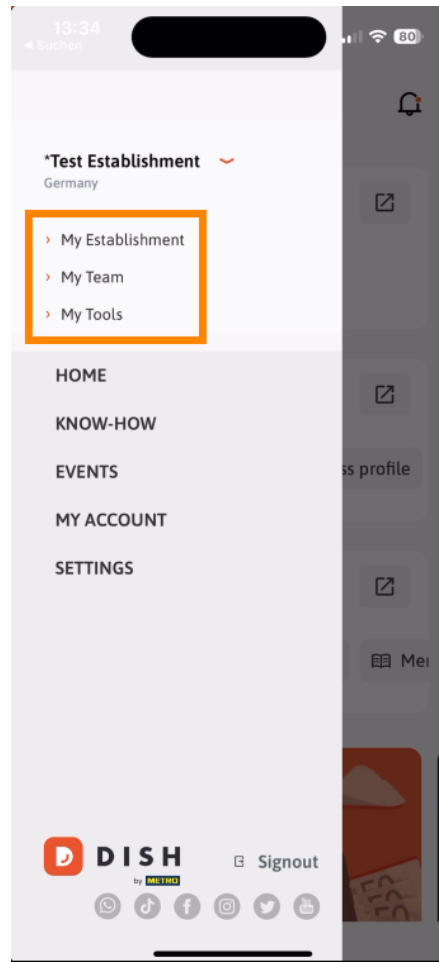 13:34
80
◂ Suchen
*Test Establishment
Germany
My Establishment
My Team
My Tools
HOME
KNOW-HOW
ss profile
EVENTS
MY ACCOUNT
SETTINGS
Me
DISH
by METRO
Signout